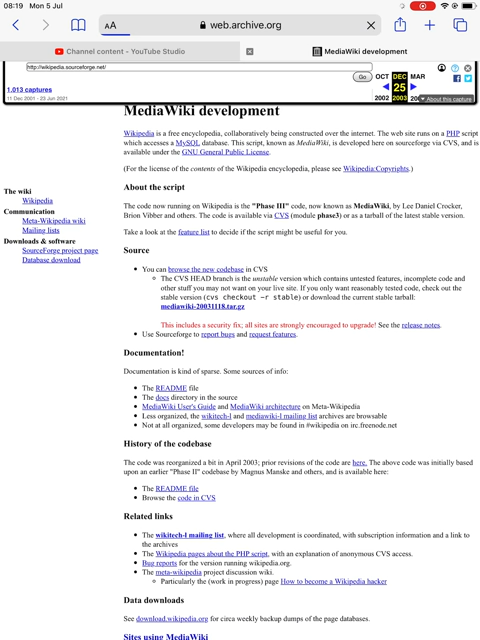 08:19 Mon 5 Jul
AA
web.archive.org
Channel content - YouTube Studio
MediaWiki development
http://wikipedia.sourceforge.net/
Go
OCT DEC MAR
25
2002 2003
1,013 captures
11 Dec 2001 - 23 Jun 2021
About this capture
MediaWiki development
Wikipedia is a free encyclopedia, collaboratively being constructed over the internet. The web site runs on a PHP script
which accesses a MySQL database. This script, known as MediaWiki, is developed here on sourceforge via CVS, and is
available under the GNU General Public License.
(For the license of the contents of the Wikipedia encyclopedia, please see Wikipedia:Copyrights.)
The wiki
Wikipedia
Communication
Meta-Wikipedia wiki
Mailing lists
Downloads & software
SourceForge project page
Database download
About the script
The code now running on Wikipedia is the "Phase III" code, now known as MediaWiki, by Lee Daniel Crocker,
Brion Vibber and others. The code is available via CVS (module phase3) or as a tarball of the latest stable version.
Take a look at the feature list to decide if the script might be useful for you.
Source
You can browse the new codebase in CVS
The CVS HEAD branch is the unstable version which contains untested features, incomplete code and
other stuff you may not want on your live site. If you only want reasonably tested code, check out the
stable version (cvs checkout -r stable) or download the current stable tarball:
mediawiki-20031118.tar.gz
This includes a security fix; all sites are strongly encouraged to upgrade! See the release notes.
Use Sourceforge to report bugs and request features.
Documentation!
Documentation is kind of sparse. Some sources of info:
The README file
The docs directory in the source
MediaWiki User's Guide and MediaWiki architecture on Meta-Wikipedia
Less organized, the wikitech-l and mediawiki-l mailing list archives are browsable
Not at all organized, some developers may be found in #wikipedia on irc.freenode.net
History of the codebase
The code was reorganized a bit in April 2003; prior revisions of the code are here. The above code was initially based
upon an earlier "Phase II" codebase by Magnus Manske and others, and is available here:
The README file
Browse the code in CVS
Related links
The wikitech-l mailing list, where all development is coordinated, with subscription information and a link to
the archives
The Wikipedia pages about the PHP script, with an explanation of anonymous CVS access.
Bug reports for the version running wikipedia.org.
The meta-wikipedia project discussion wiki.
Particularly the (work in progress) page How to become a Wikipedia hacker
Data downloads
See download.wikipedia.org for circa weekly backup dumps of the page databases.
Sites using MediaWiki